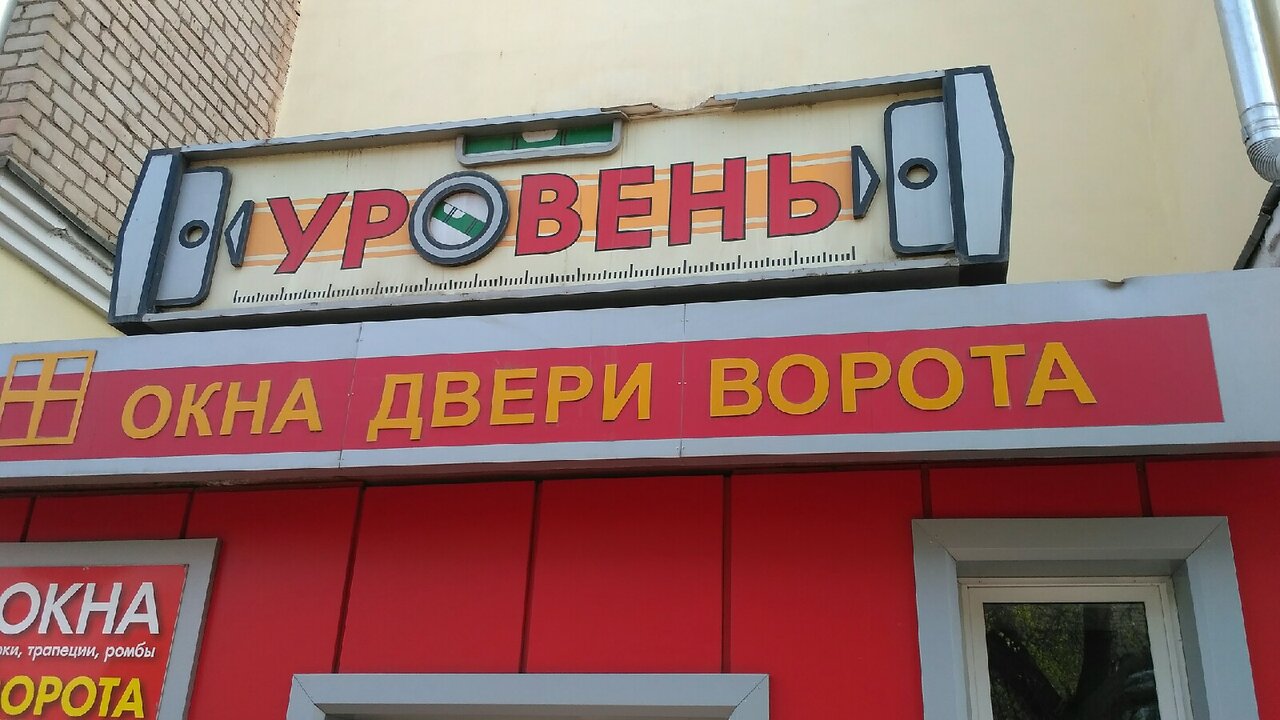 УРОВЕНЬ
ОКНА ДВЕРИ ВОРОТА
ОКНА
трапеции, ромбы
ВОРОТА